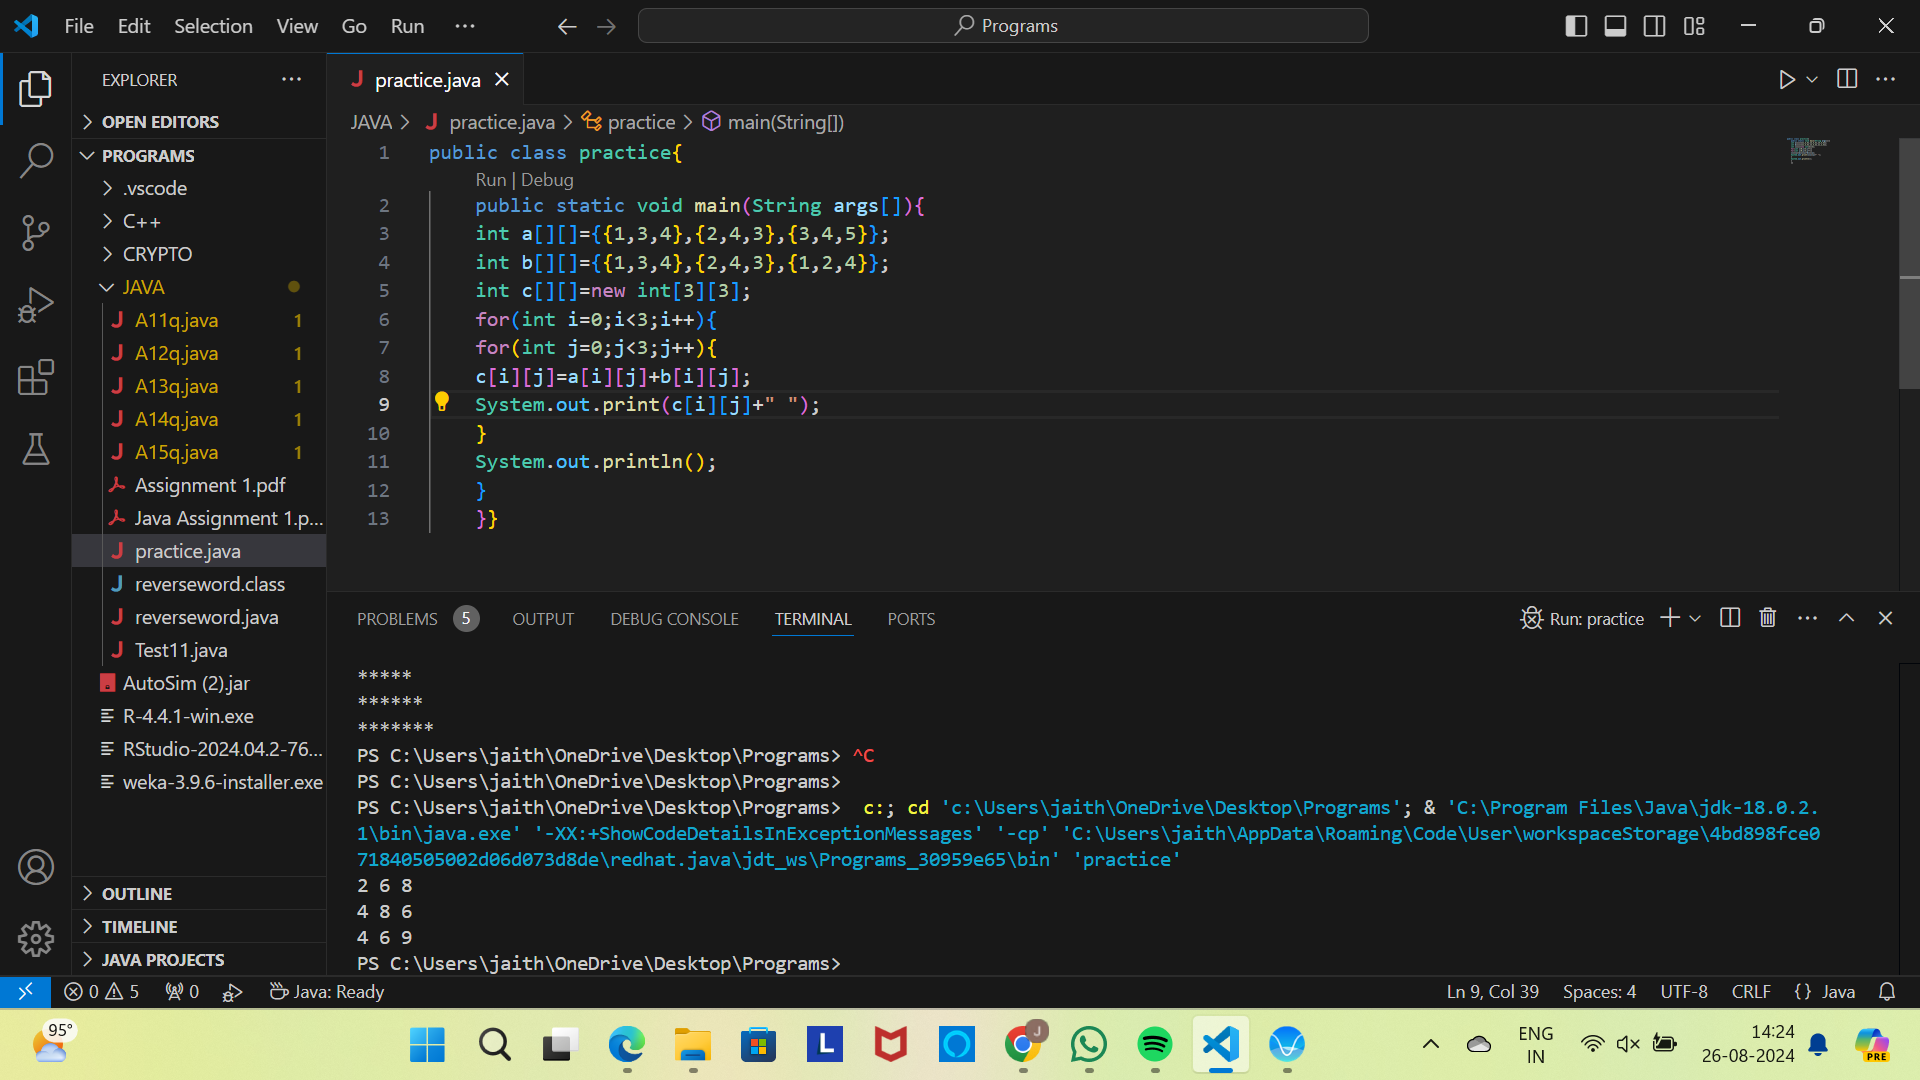 File Edit Selection View Go Run ···
Programs
EXPLORER
OPEN EDITORS
PROGRAMS
.vscode
C++
CRYPTO
JAVA
A11q.java 1
A12q.java 1
A13q.java 1
A14q.java 1
A15q.java 1
Assignment 1.pdf
Java Assignment 1.p...
practice.java
reverseword.class
reverseword.java
Test11.java
AutoSim (2).jar
R-4.4.1-win.exe
RStudio-2024.04.2-76...
weka-3.9.6-installer.exe
OUTLINE
TIMELINE
JAVA PROJECTS
practice.java
JAVA > practice.java > practice > main(String[])
1 public class practice{
Run | Debug
2 public static void main(String args[]){
3 int a[][]={{1,3,4},{2,4,3},{3,4,5}};
4 int b[][]={{1,3,4},{2,4,3},{1,2,4}};
5 int c[][]=new int[3][3];
6 for(int i=0;i<3;i++){
7 for(int j=0;j<3;j++){
8 c[i][j]=a[i][j]+b[i][j];
9 System.out.print(c[i][j]+" ");
10 }
11 System.out.println();
12 }
13 }}
PROBLEMS 5 OUTPUT DEBUG CONSOLE TERMINAL PORTS
Run: practice
*****
******
*******
PS C:\Users\jaith\OneDrive\Desktop\Programs> ^C
PS C:\Users\jaith\OneDrive\Desktop\Programs>
PS C:\Users\jaith\OneDrive\Desktop\Programs>  c:; cd 'c:\Users\jaith\OneDrive\Desktop\Programs'; & 'C:\Program Files\Java\jdk-18.0.2.
1\bin\java.exe' '-XX:+ShowCodeDetailsInExceptionMessages' '-cp' 'C:\Users\jaith\AppData\Roaming\Code\User\workspaceStorage\4bd898fce0
71840505002d06d073d8de\redhat.java\jdt_ws\Programs_30959e65\bin' 'practice'
2 6 8
4 8 6
4 6 9
PS C:\Users\jaith\OneDrive\Desktop\Programs>
0 5 0 Java: Ready
Ln 9, Col 39 Spaces: 4 UTF-8 CRLF {} Java
95°
L
J
ENG
IN
14:24
26-08-2024
PRE